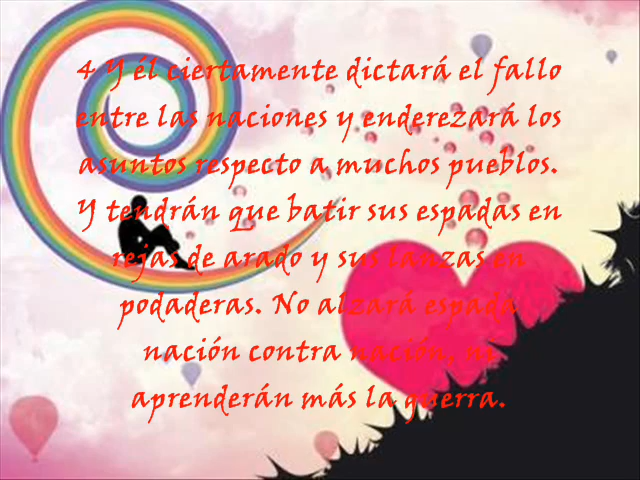 4 Y él ciertamente dictará el fallo
entre las naciones y enderezará los
asuntos respecto a muchos pueblos.
Y tendrán que batir sus espadas en
rejas de arado y sus lanzas en
podaderas. No alzará espada
nación contra nación, ni
aprenderán más la guerra.